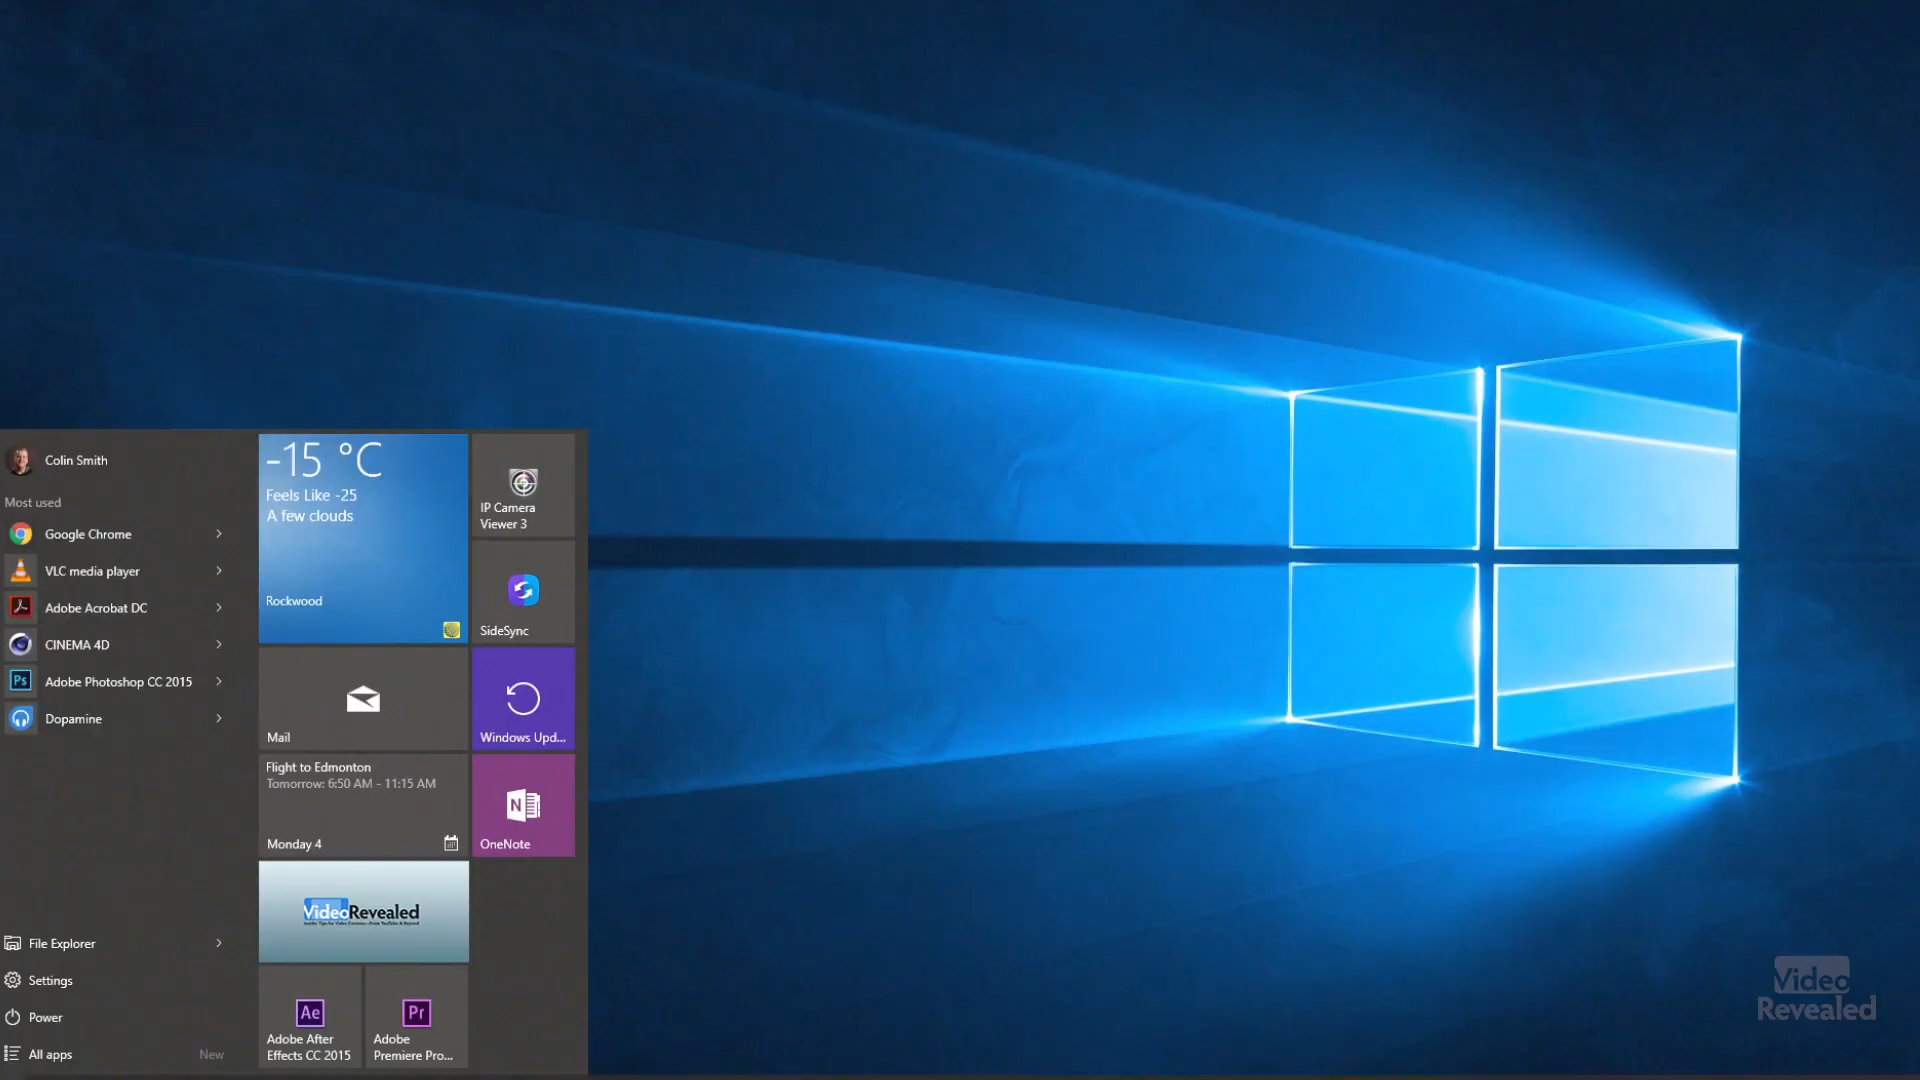 Colin Smith
Most used
Google Chrome
VLC media player
Adobe Acrobat DC
CINEMA 4D
Ps
Adobe Photoshop CC 2015
Dopamine
File Explorer
Settings
Power
All apps
New
-15 °C
Feels Like -25
A few clouds
Rockwood
IP Camera
Viewer 3
SideSync
Mail
Windows Upd...
Flight to Edmonton
Tomorrow: 6:50 AM - 11:15 AM
Monday 4
N
OneNote
VideoRevealed
Ae
Adobe After
Effects CC 2015
Pr
Adobe
Premiere Pro...
Video
Revealed